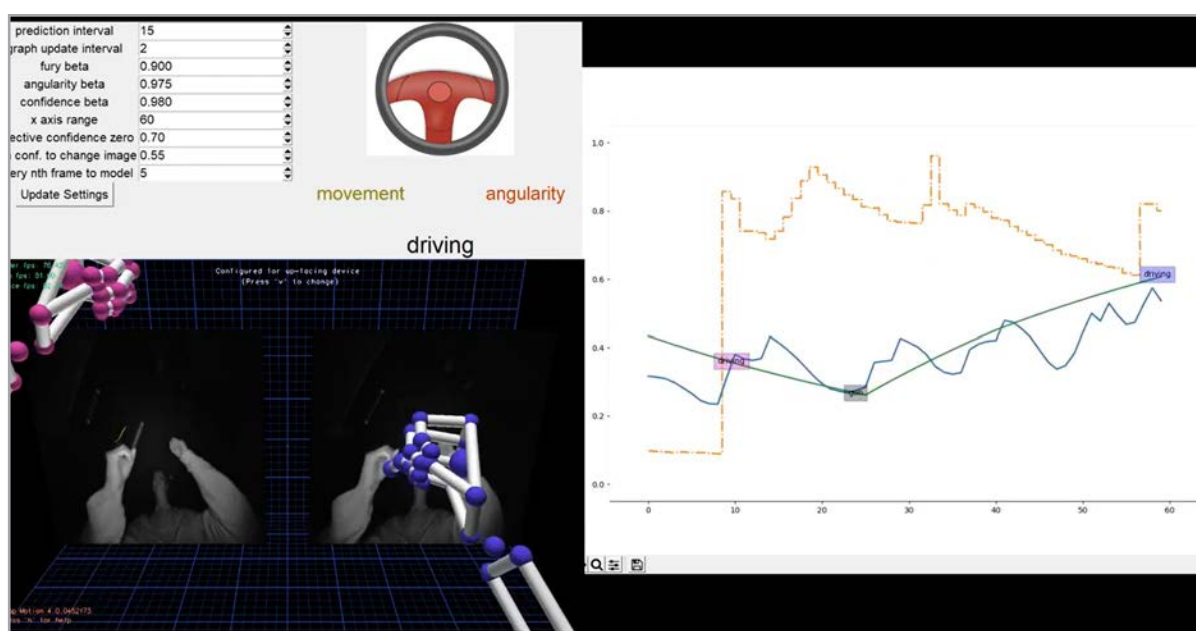 prediction interval 15
graph update interval 2
fury beta 0.900
angularity beta 0.975
confidence beta 0.980
x axis range 60
ective confidence zero 0.70
conf. to change image 0.55
ery nth frame to model 5
Update Settings
movement angularity
driving
Configured for up-facing device
(Press 'v' to change)
1.0
0.8
0.6
0.4
0.2
0.0
driving
driving
0 10 20 30 40 50 60